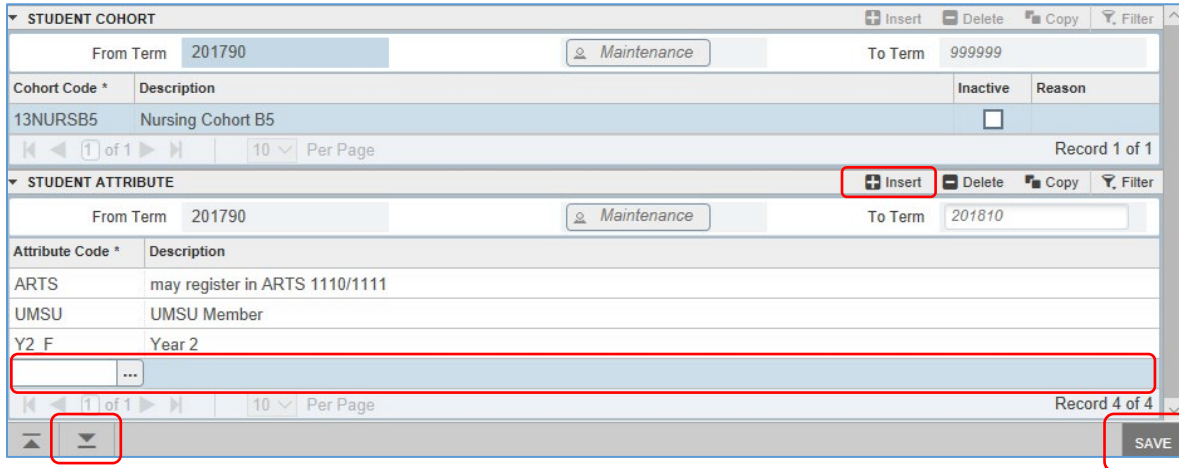 STUDENT COHORT Insert Delete Copy Filter
From Term 201790 Maintenance To Term 999999
Cohort Code * Description Inactive Reason
13NURSB5 Nursing Cohort B5
1 of 1 10 Per Page Record 1 of 1
STUDENT ATTRIBUTE Insert Delete Copy Filter
From Term 201790 Maintenance To Term 201810
Attribute Code * Description
ARTS may register in ARTS 1110/1111
UMSU UMSU Member
Y2_F Year 2
...
1 of 1 10 Per Page Record 4 of 4
SAVE